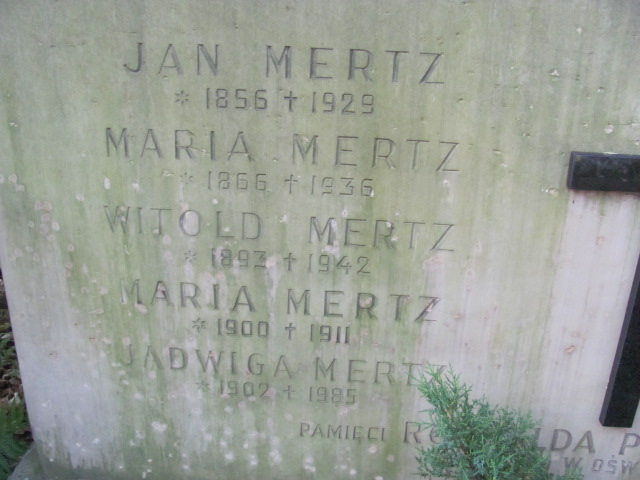 JAN MERTZ
* 1856 † 1929
MARIA MERTZ
* 1866 † 1936
WITOLD MERTZ
* 1893 † 1942
MARIA MERTZ
* 1900 † 1911
JADWIGA MERTZ
* 1902 † 1985
PAMIĘCI
W